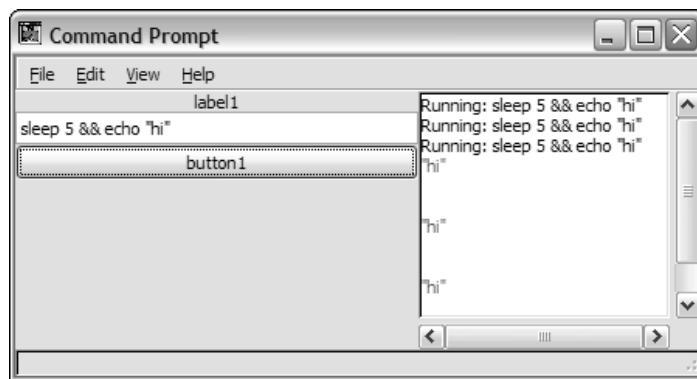 Command Prompt
File Edit View Help
label1
sleep 5 && echo "hi"
button1
Running: sleep 5 && echo "hi"
Running: sleep 5 && echo "hi"
Running: sleep 5 && echo "hi"
"hi"
"hi"
"hi"